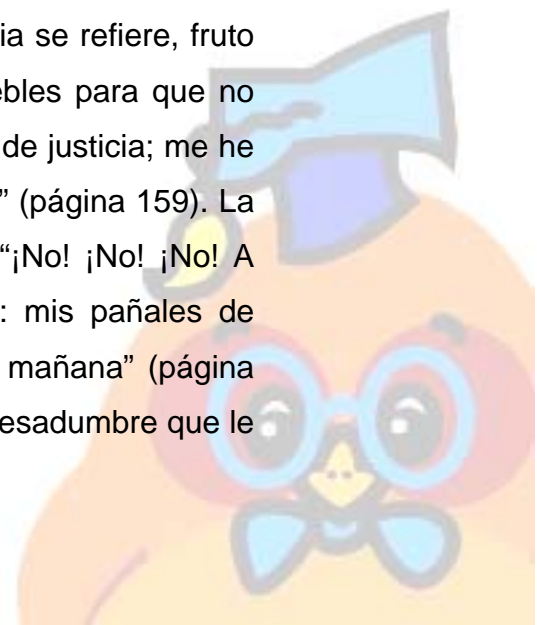 ia se refiere, fruto
ebles para que no
de justicia; me he
” (página 159). La
“¡No! ¡No! ¡No! A
: mis pañales de
mañana” (página
esadumbre que le